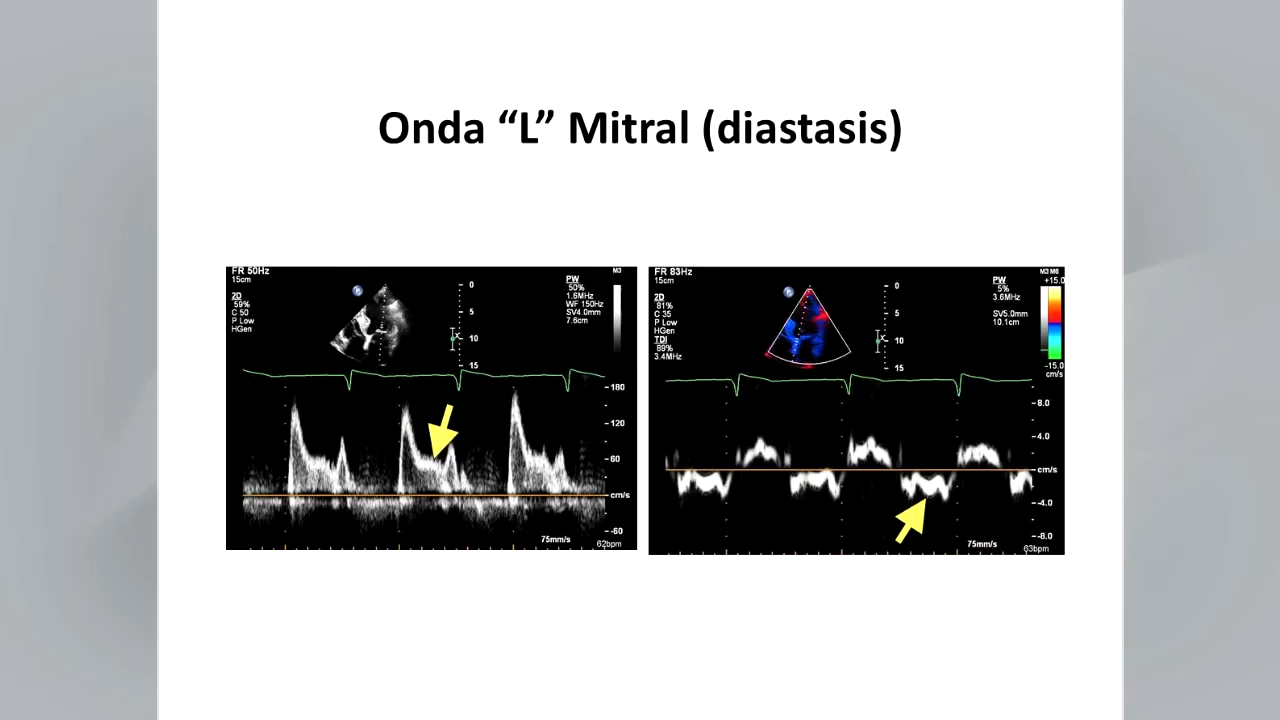 Onda “L” Mitral (diastasis)
FR 50Hz
15cm
2D
59%
C 50
P Low
HGen
PW
50%
1.6MHz
WF 150Hz
SV4.0mm
7.6cm
M3
0
5
10
15
180
120
60
cm/s
-60
75mm/s
62bpm
FR 83Hz
15cm
2D
81%
C 35
P Low
HGen
TDI
89%
3.4MHz
PW
5%
3.6MHz
SV5.0mm
10.1cm
M3 M6
+15.0
-15.0
cm/s
0
5
10
15
8.0
4.0
cm/s
-4.0
-8.0
75mm/s
63bpm